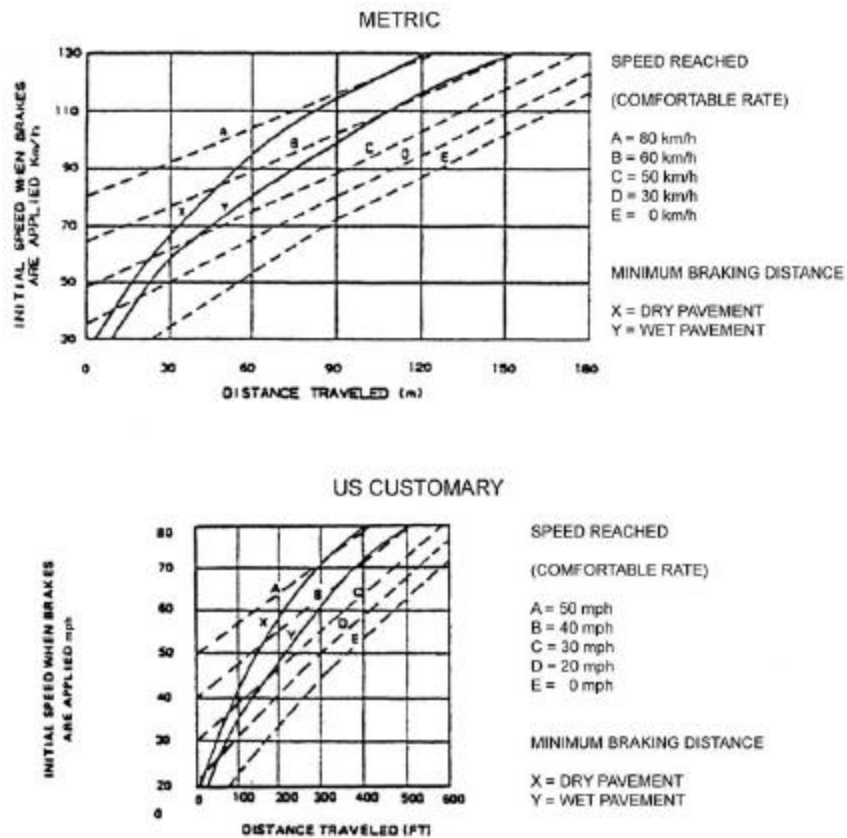 METRIC
INITIAL SPEED WHEN BRAKES
ARE APPLIED Km/h
130
110
90
70
50
30
A
B
C
D
E
X
Y
0
30
60
90
120
150
180
DISTANCE TRAVELED (m)
SPEED REACHED
(COMFORTABLE RATE)
A = 80 km/h
B = 60 km/h
C = 50 km/h
D = 30 km/h
E = 0 km/h
MINIMUM BRAKING DISTANCE
X = DRY PAVEMENT
Y = WET PAVEMENT
US CUSTOMARY
INITIAL SPEED WHEN BRAKES
ARE APPLIED mph
80
70
60
50
40
30
20
0
A
B
C
X
Y
D
E
0
100
200
300
400
500
600
DISTANCE TRAVELED (FT)
SPEED REACHED
(COMFORTABLE RATE)
A = 50 mph
B = 40 mph
C = 30 mph
D = 20 mph
E = 0 mph
MINIMUM BRAKING DISTANCE
X = DRY PAVEMENT
Y = WET PAVEMENT